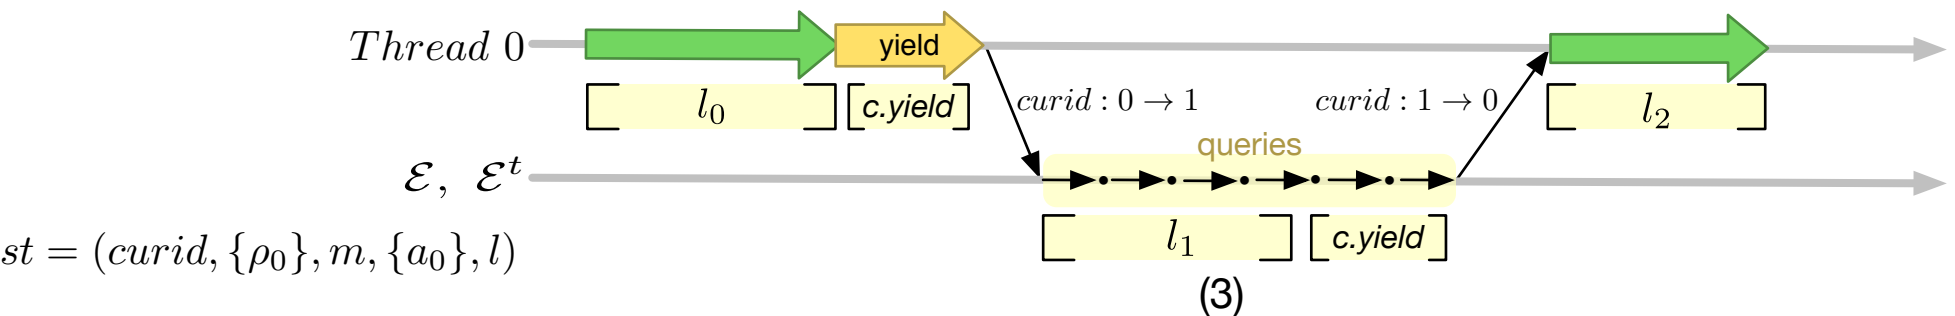 Thread 0
yield
l₀
c.yield
curid : 0 → 1
curid : 1 → 0
l₂
queries
ℰ, ℰᵗ
l₁
c.yield
st = (curid, {ρ₀}, m, {a₀}, l)
(3)